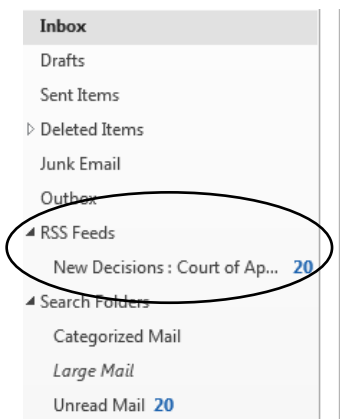 Inbox
Drafts
Sent Items
Deleted Items
Junk Email
Outbox
RSS Feeds
New Decisions : Court of Ap... 20
Search Folders
Categorized Mail
Large Mail
Unread Mail 20